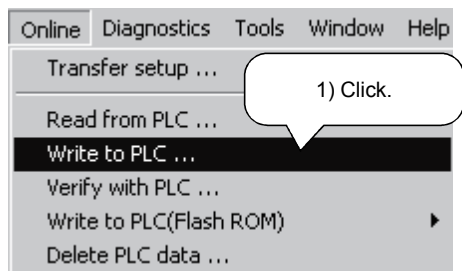 Online Diagnostics Tools Window Help
Transfer setup ...
1) Click.
Read from PLC ...
Write to PLC ...
Verify with PLC ...
Write to PLC(Flash ROM)
Delete PLC data ...